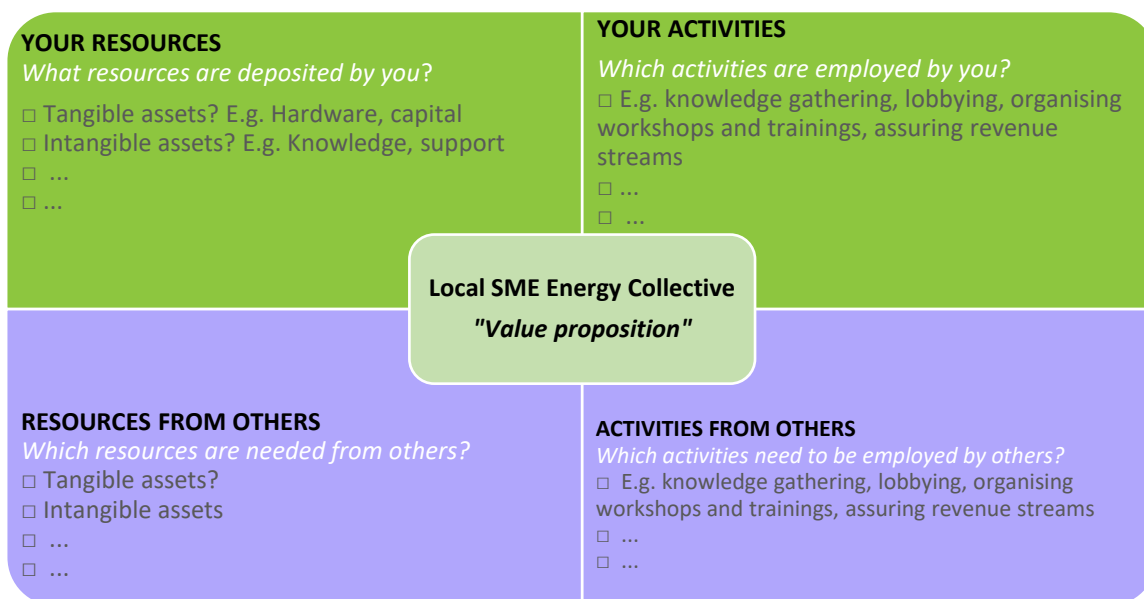 YOUR RESOURCES
What resources are deposited by you?
□ Tangible assets? E.g. Hardware, capital
□ Intangible assets? E.g. Knowledge, support
□ ...
□ ...
YOUR ACTIVITIES
Which activities are employed by you?
□ E.g. knowledge gathering, lobbying, organising
workshops and trainings, assuring revenue
streams
□ ...
□ ...
Local SME Energy Collective
"Value proposition"
RESOURCES FROM OTHERS
Which resources are needed from others?
□ Tangible assets?
□ Intangible assets
□ ...
□ ...
ACTIVITIES FROM OTHERS
Which activities need to be employed by others?
□ E.g. knowledge gathering, lobbying, organising
workshops and trainings, assuring revenue streams
□ ...
□ ...